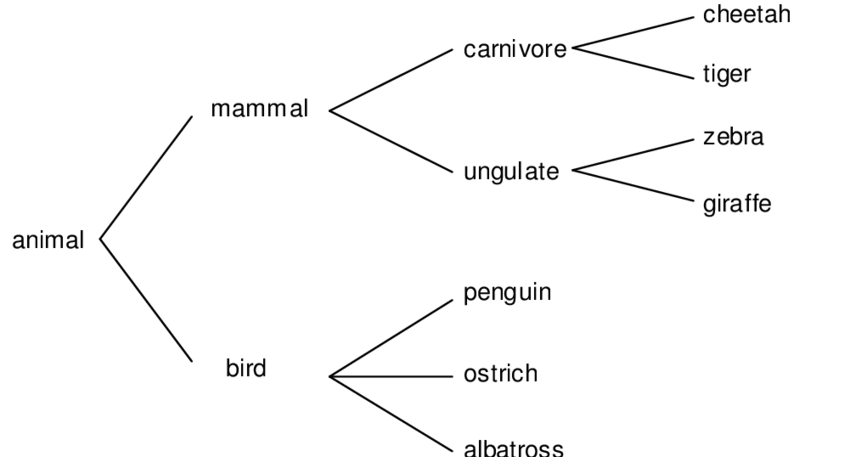 cheetah
carnivore
tiger
mammal
zebra
ungulate
giraffe
animal
penguin
bird
ostrich
albatross